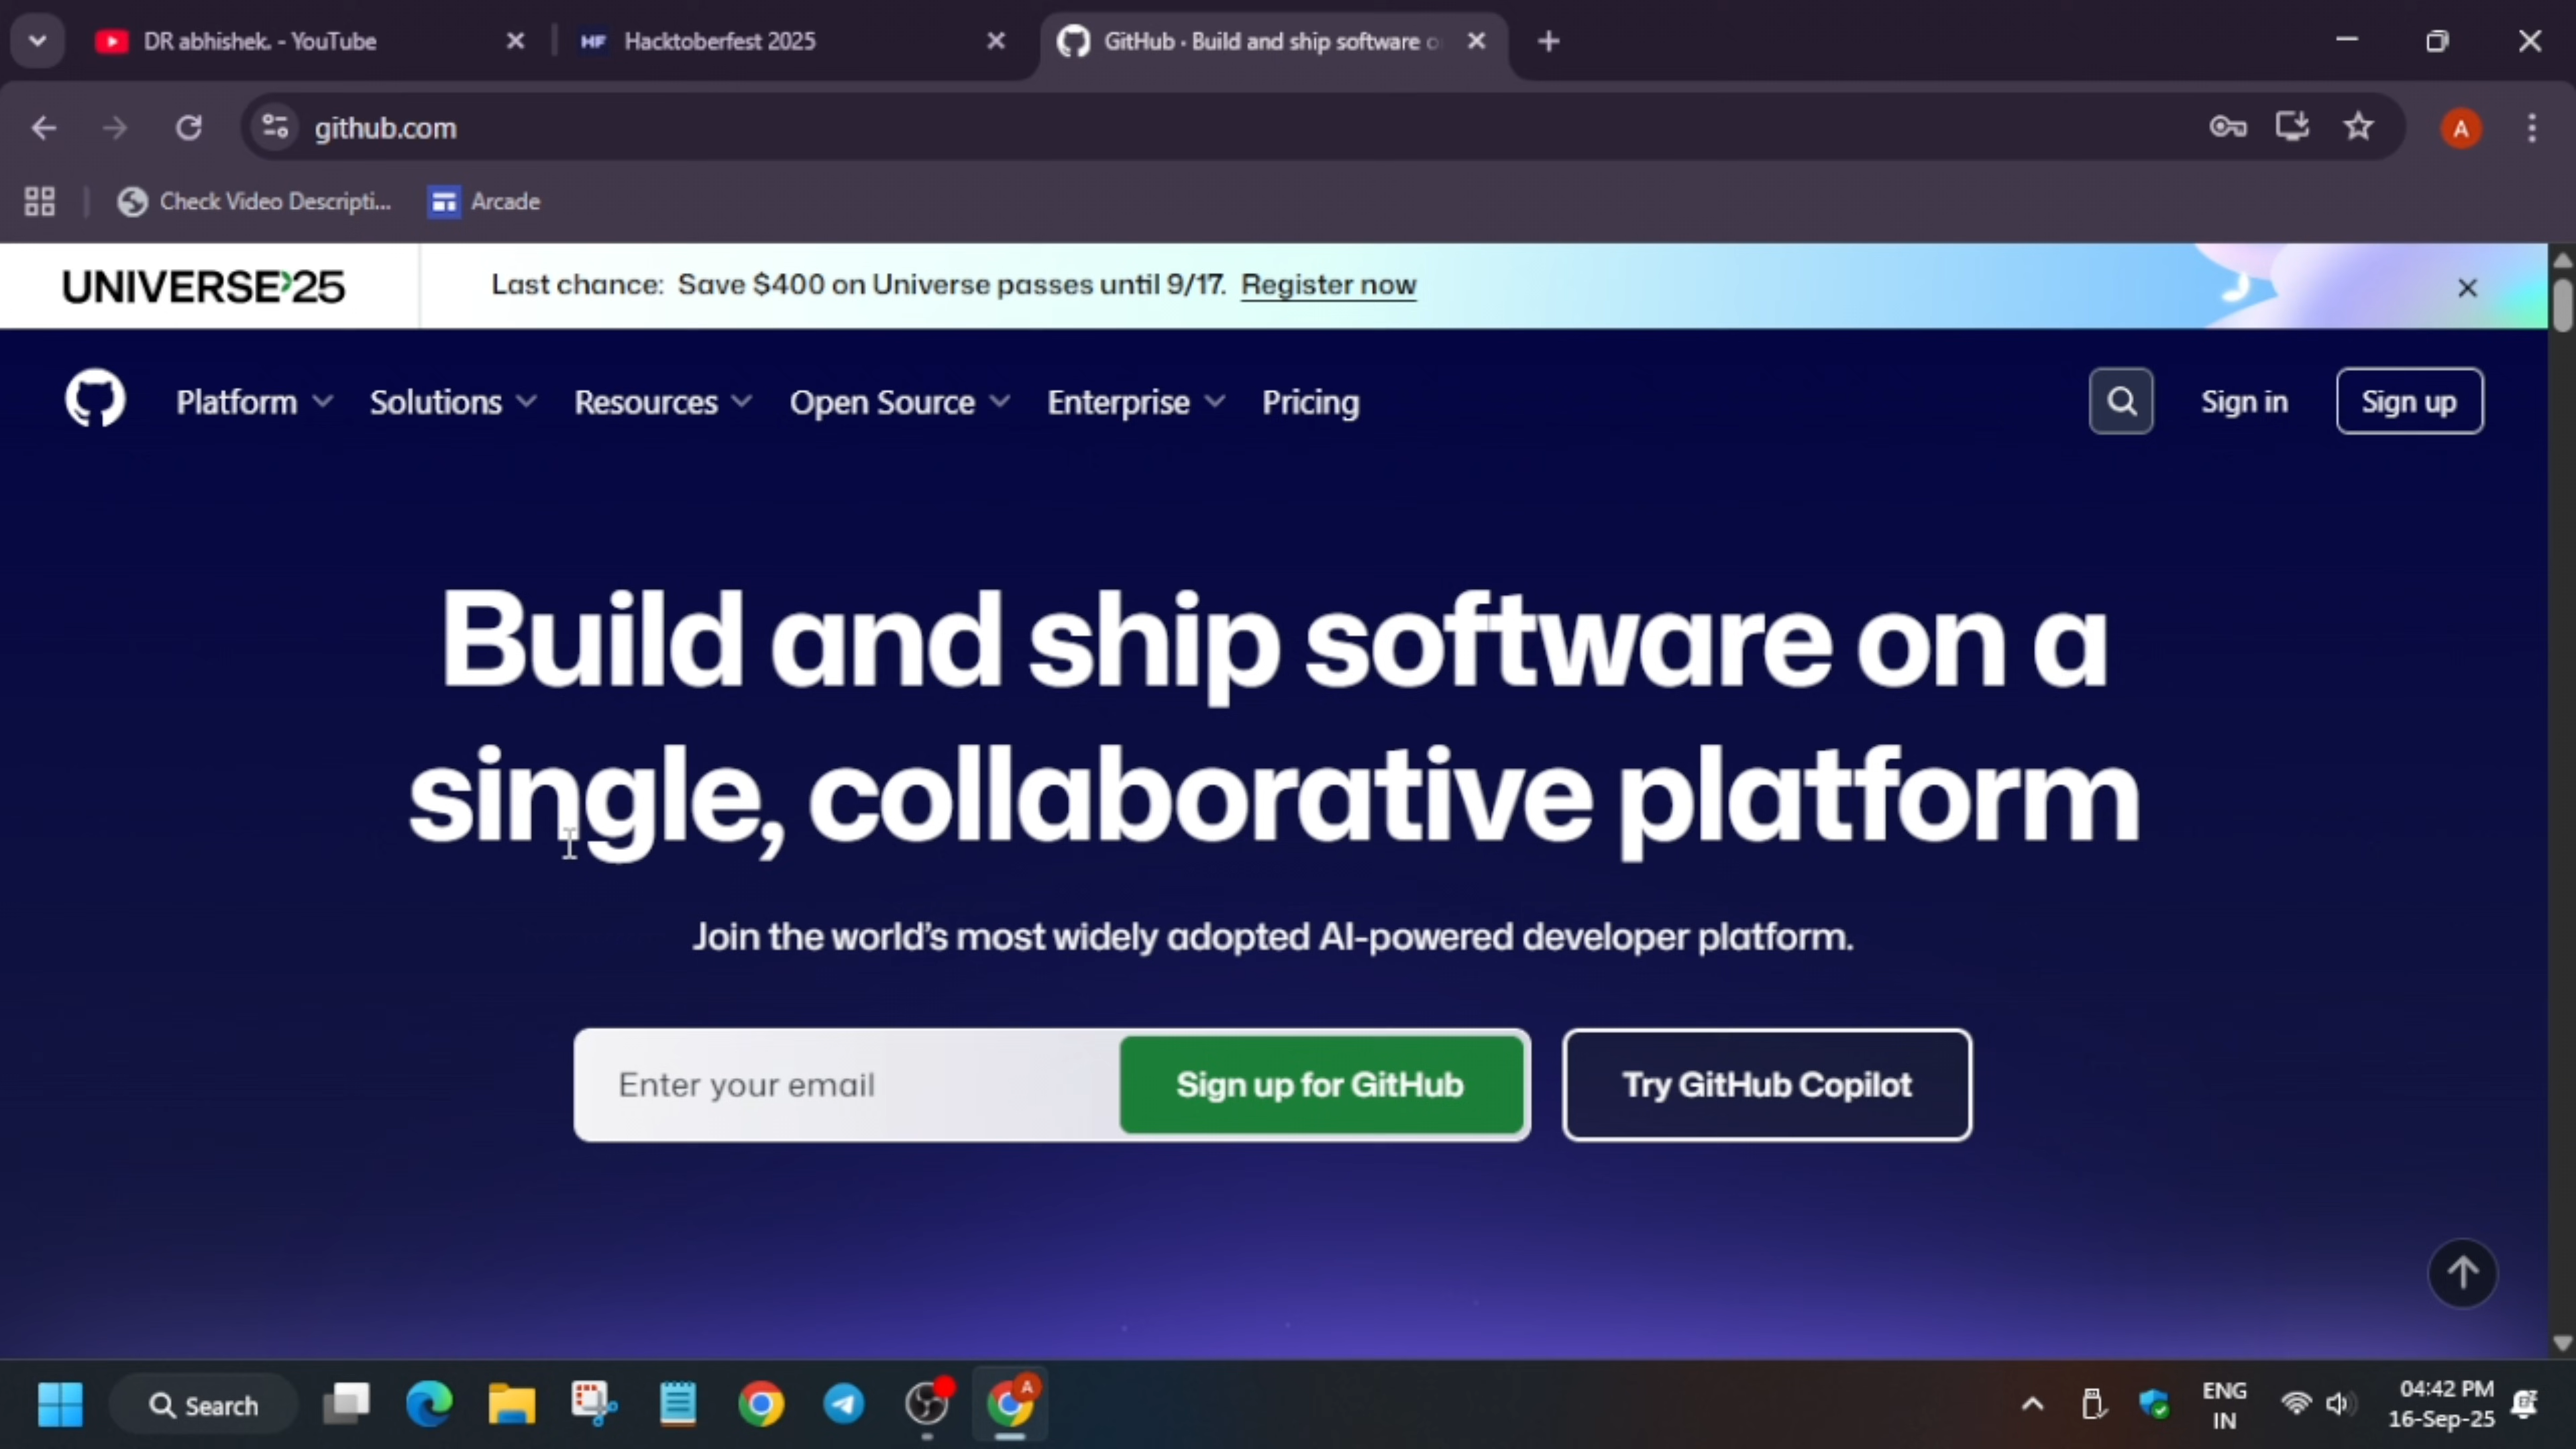 DR abhishek. - YouTube
HF Hacktoberfest 2025
GitHub · Build and ship software o
github.com
A
Check Video Descripti...
Arcade
UNIVERSE'25
Last chance: Save $400 on Universe passes until 9/17. Register now
Platform Solutions Resources Open Source Enterprise Pricing
Sign in
Sign up
Build and ship software on a
single, collaborative platform
Join the world's most widely adopted AI-powered developer platform.
Enter your email
Sign up for GitHub
Try GitHub Copilot
Search
A
ENG
IN
04:42 PM
16-Sep-25